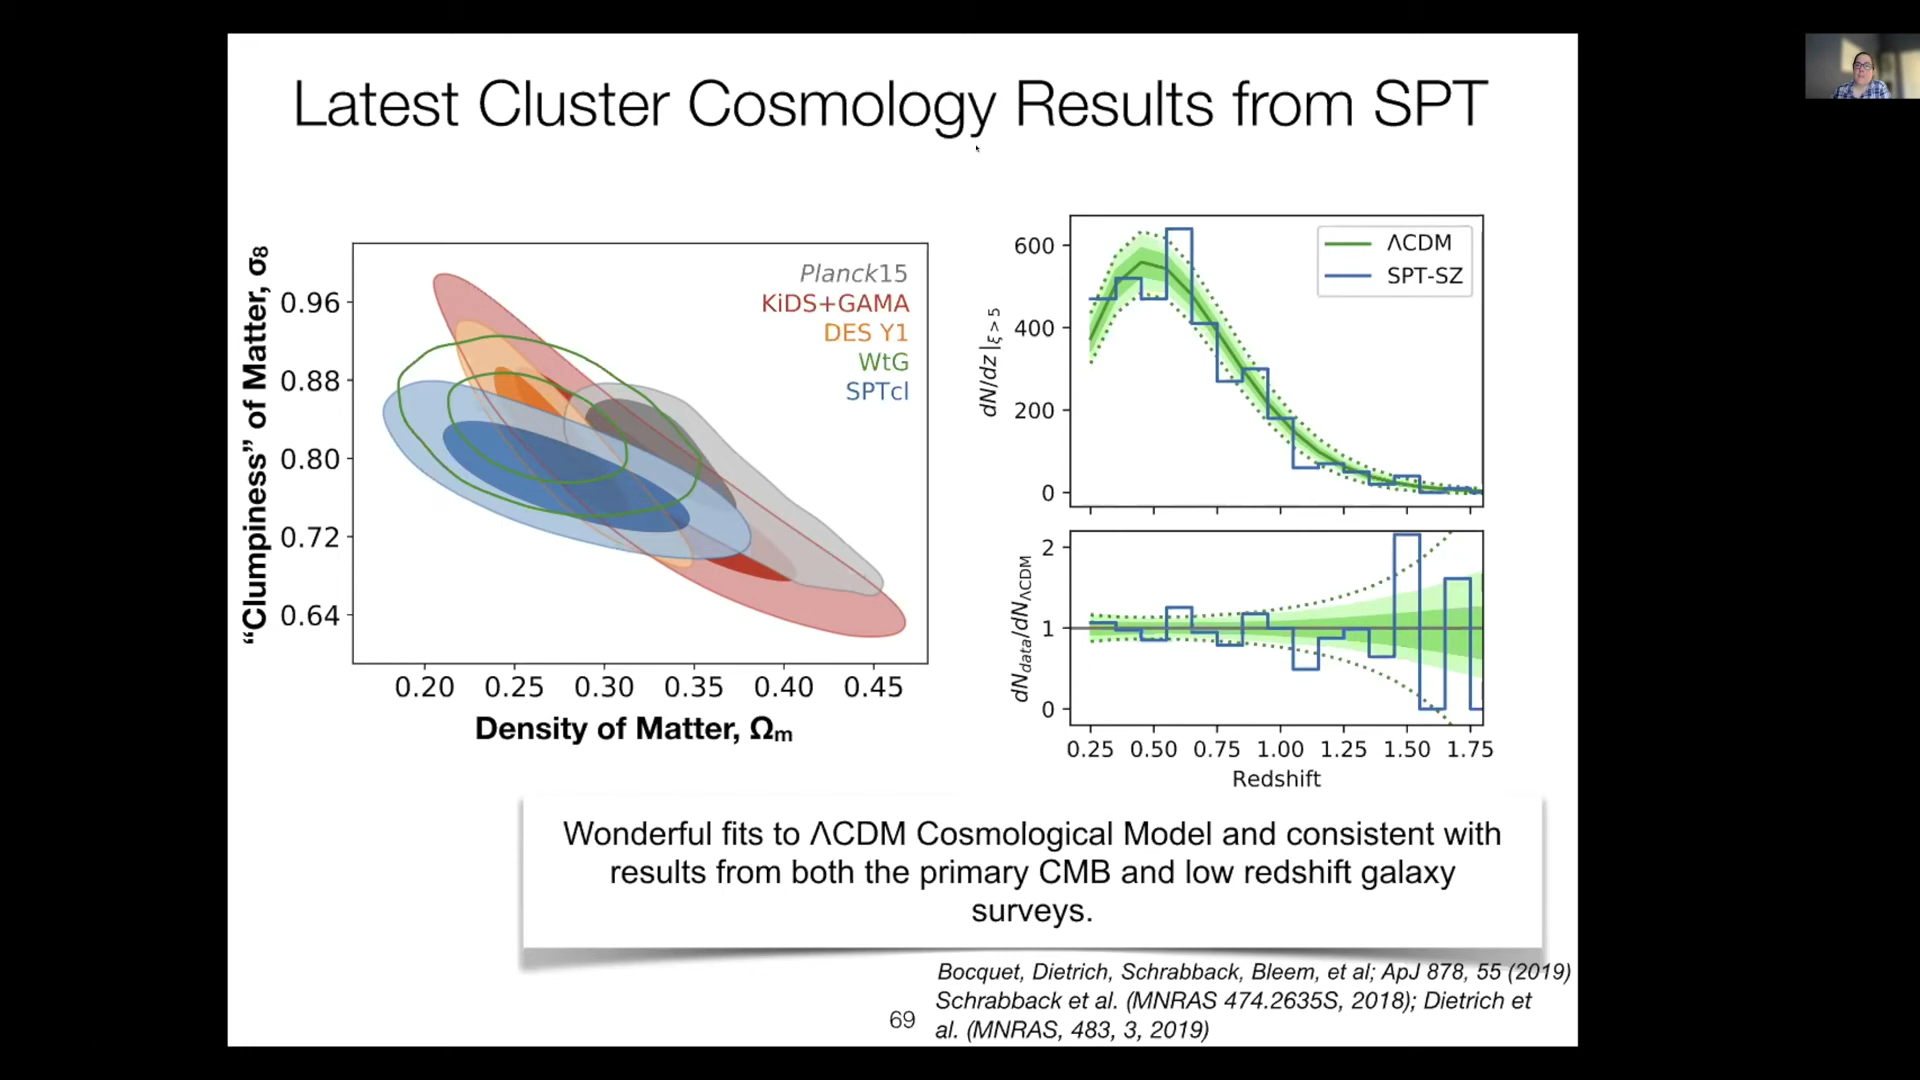 Latest Cluster Cosmology Results from SPT
“Clumpiness” of Matter, σ8
0.96
0.88
0.80
0.72
0.64
Planck15
KiDS+GAMA
DES Y1
WtG
SPTcl
0.20 0.25 0.30 0.35 0.40 0.45
Density of Matter, Ωm
dN/dz |ξ>5
600
400
200
0
ΛCDM
SPT-SZ
dNdata/dNΛCDM
2
1
0
0.25 0.50 0.75 1.00 1.25 1.50 1.75
Redshift
Wonderful fits to ΛCDM Cosmological Model and consistent with
results from both the primary CMB and low redshift galaxy
surveys.
Bocquet, Dietrich, Schrabback, Bleem, et al; ApJ 878, 55 (2019)
Schrabback et al. (MNRAS 474.2635S, 2018); Dietrich et
al. (MNRAS, 483, 3, 2019)
69